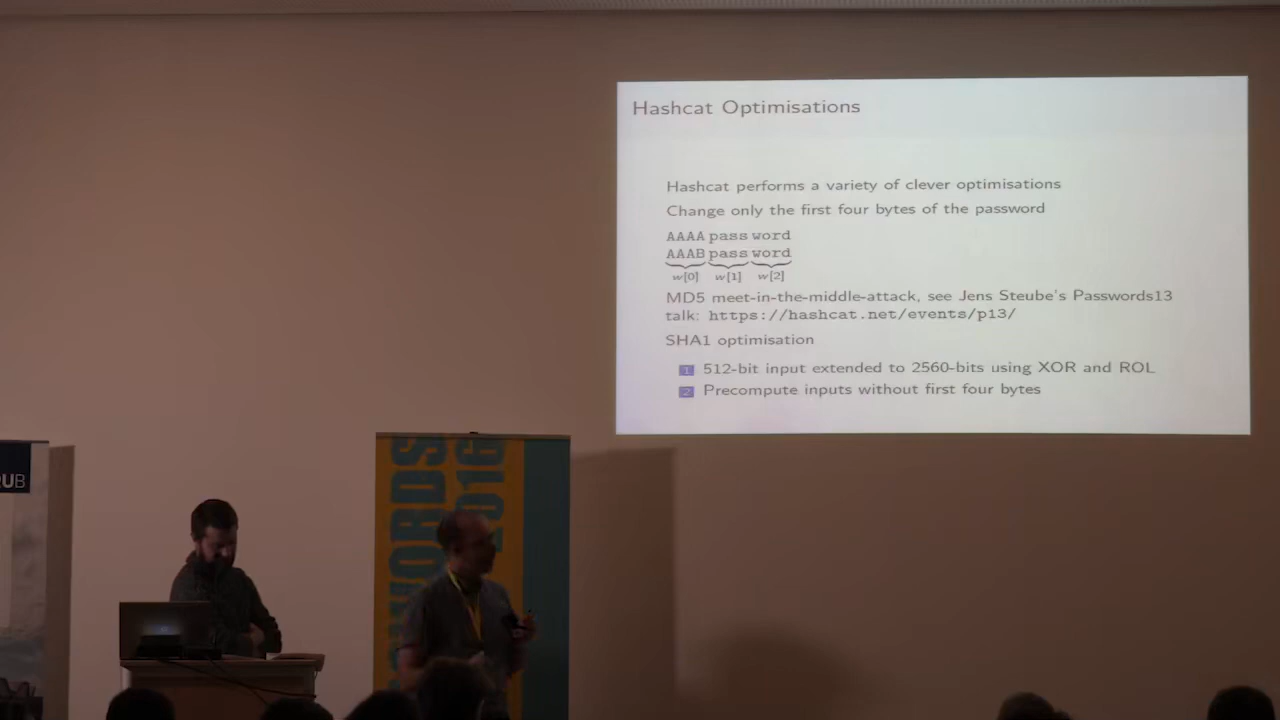 Hashcat Optimisations
Hashcat performs a variety of clever optimisations
Change only the first four bytes of the password
AAAA pass word
AAAB pass word
w[0] w[1] w[2]
MD5 meet-in-the-middle-attack, see Jens Steube's Passwords13
talk: https://hashcat.net/events/p13/
SHA1 optimisation
1 512-bit input extended to 2560-bits using XOR and ROL
2 Precompute inputs without first four bytes
UB
WORDS
2016